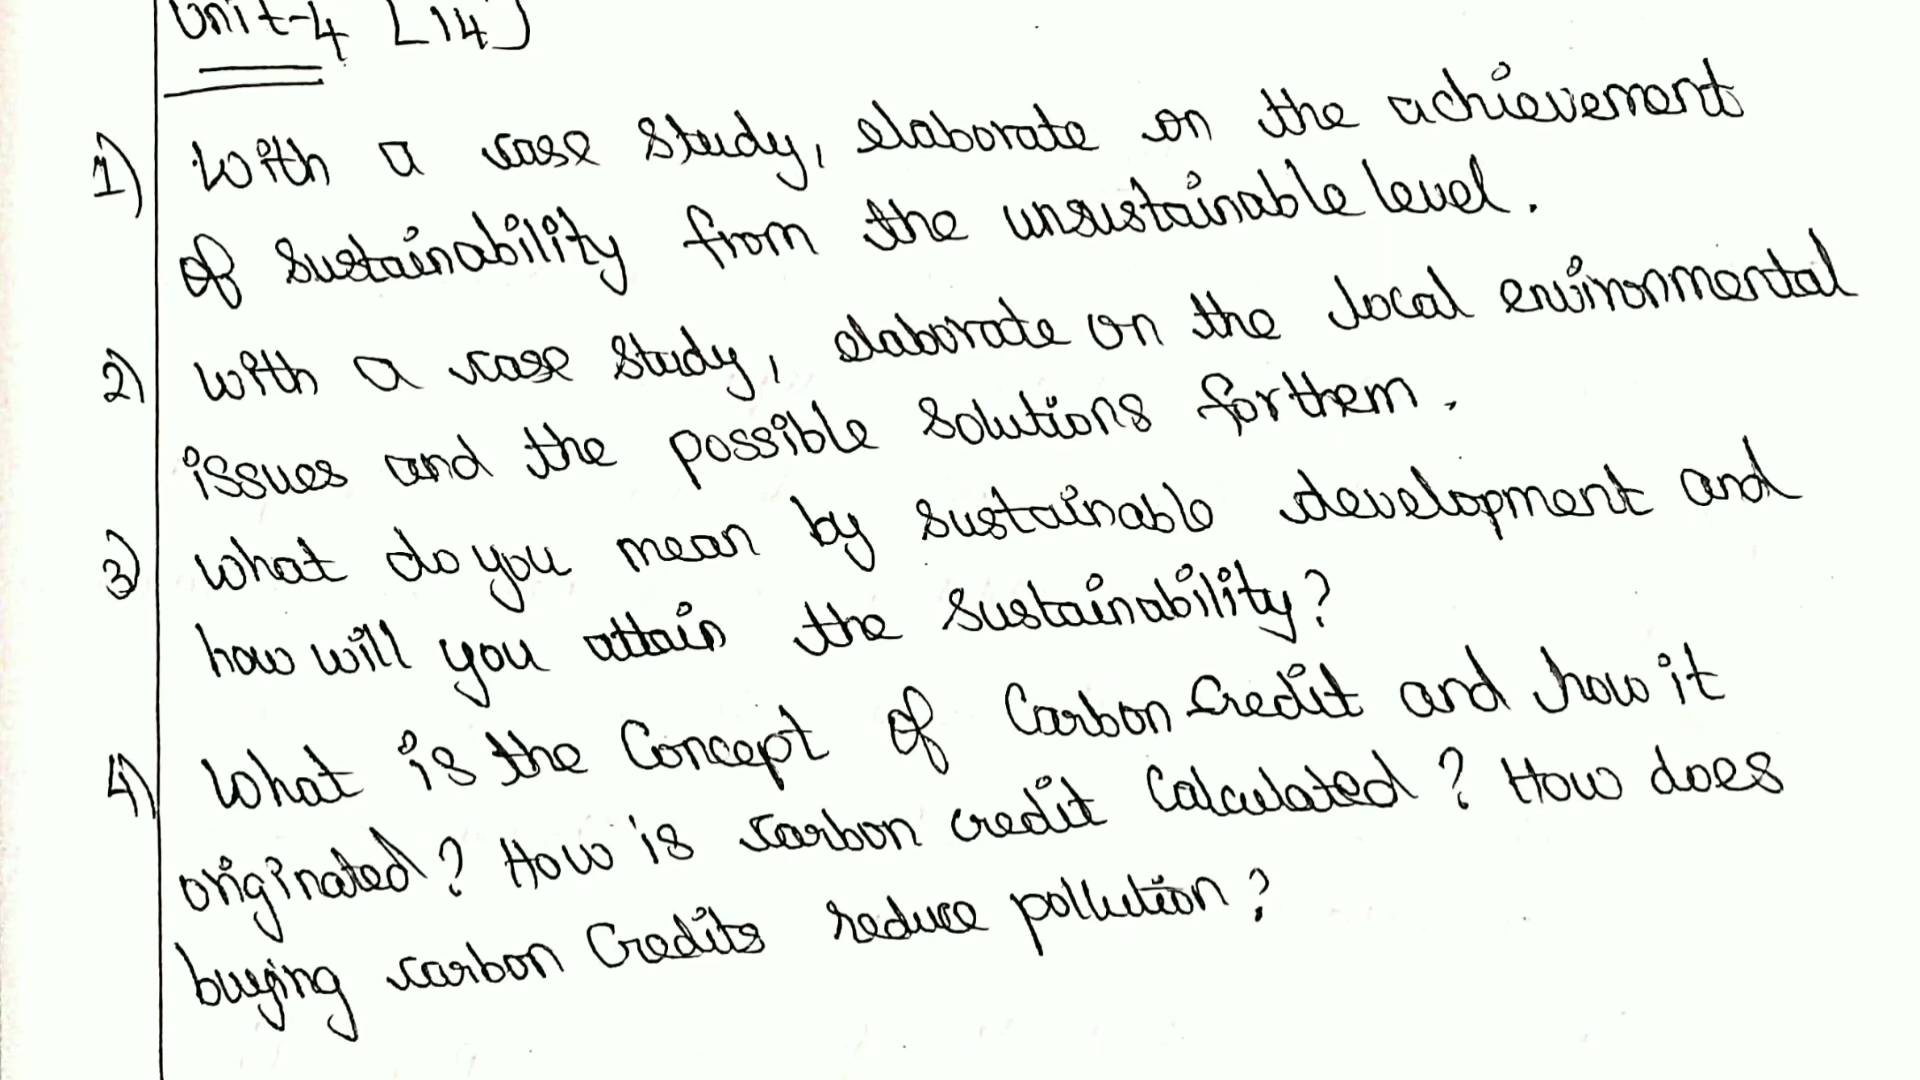 Unit-4 [14]
1) With a case study, elaborate on the achievement
of sustainability from the unsustainable level.
2) with a case study, elaborate on the local environmental
issues and the possible solutions for them.
3) what do you mean by sustainable development and
how will you attain the sustainability?
4) What is the Concept of Carbon Credit and how it
originated? How is carbon credit Calculated? How does
buying carbon Credits reduce pollution?